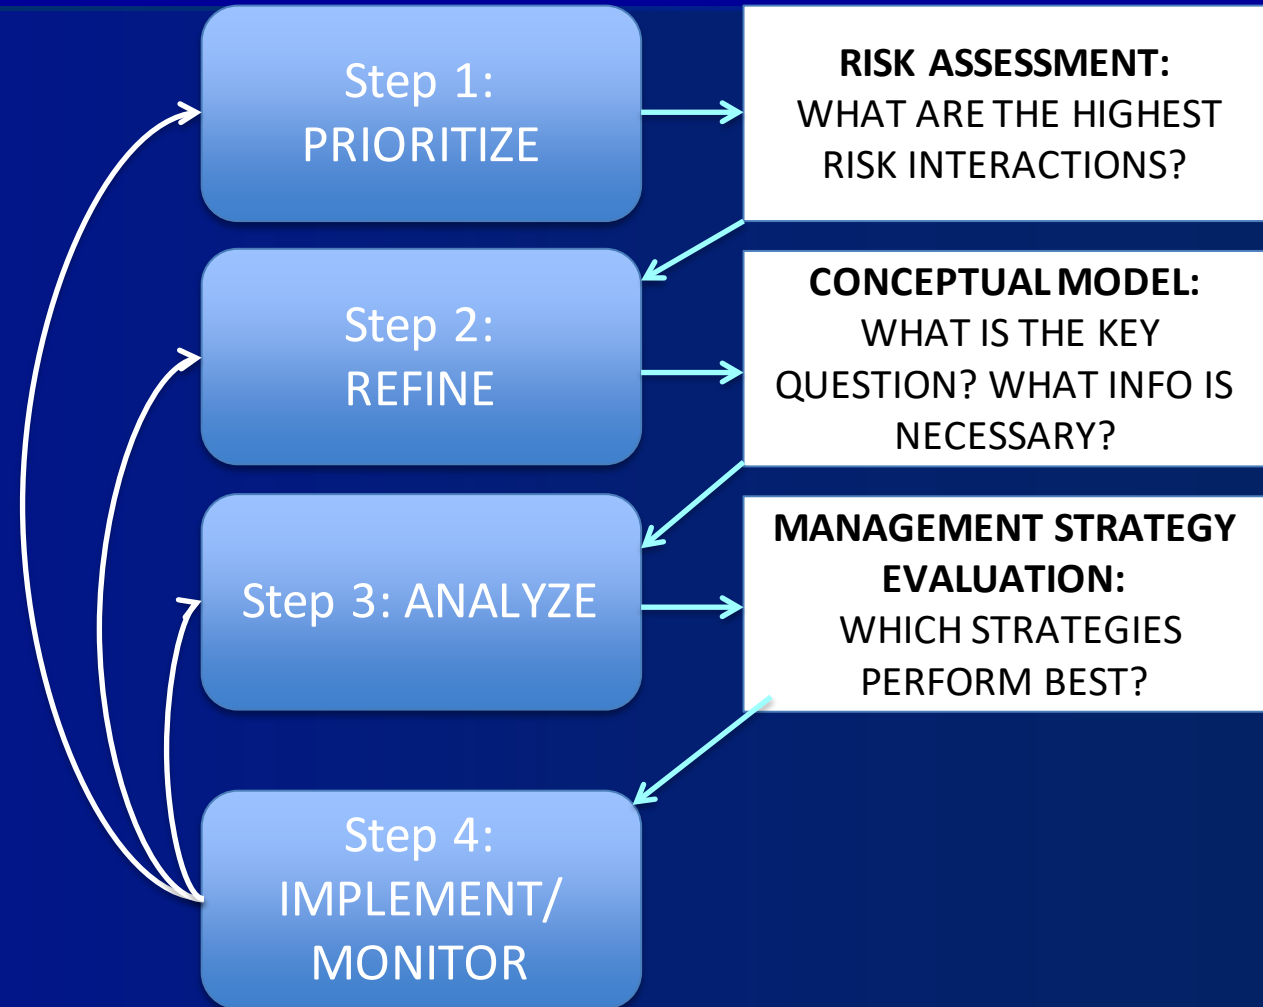 Step 1:
PRIORITIZE
RISK ASSESSMENT:
WHAT ARE THE HIGHEST
RISK INTERACTIONS?
Step 2:
REFINE
CONCEPTUAL MODEL:
WHAT IS THE KEY
QUESTION? WHAT INFO IS
NECESSARY?
Step 3: ANALYZE
MANAGEMENT STRATEGY
EVALUATION:
WHICH STRATEGIES
PERFORM BEST?
Step 4:
IMPLEMENT/
MONITOR